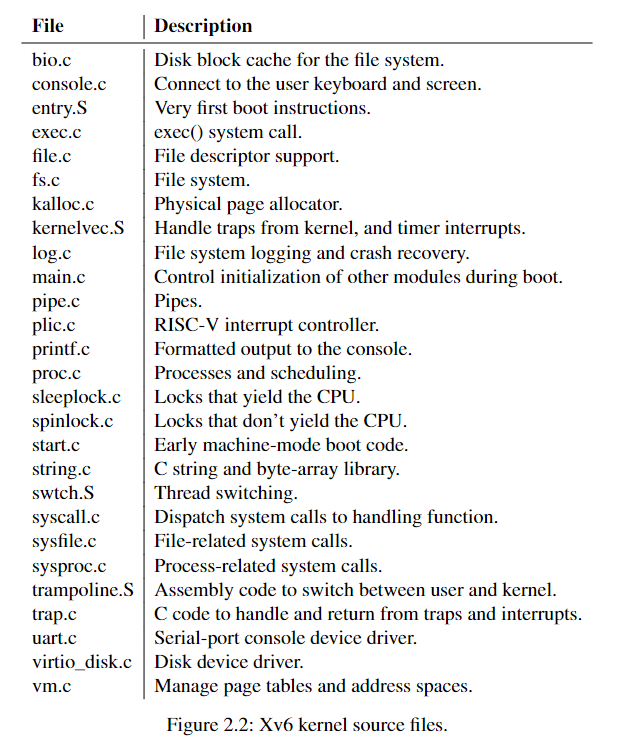 File Description
bio.c Disk block cache for the file system.
console.c Connect to the user keyboard and screen.
entry.S Very first boot instructions.
exec.c exec() system call.
file.c File descriptor support.
fs.c File system.
kalloc.c Physical page allocator.
kernelvec.S Handle traps from kernel, and timer interrupts.
log.c File system logging and crash recovery.
main.c Control initialization of other modules during boot.
pipe.c Pipes.
plic.c RISC-V interrupt controller.
printf.c Formatted output to the console.
proc.c Processes and scheduling.
sleeplock.c Locks that yield the CPU.
spinlock.c Locks that don’t yield the CPU.
start.c Early machine-mode boot code.
string.c C string and byte-array library.
swtch.S Thread switching.
syscall.c Dispatch system calls to handling function.
sysfile.c File-related system calls.
sysproc.c Process-related system calls.
trampoline.S Assembly code to switch between user and kernel.
trap.c C code to handle and return from traps and interrupts.
uart.c Serial-port console device driver.
virtio_disk.c Disk device driver.
vm.c Manage page tables and address spaces.
Figure 2.2: Xv6 kernel source files.